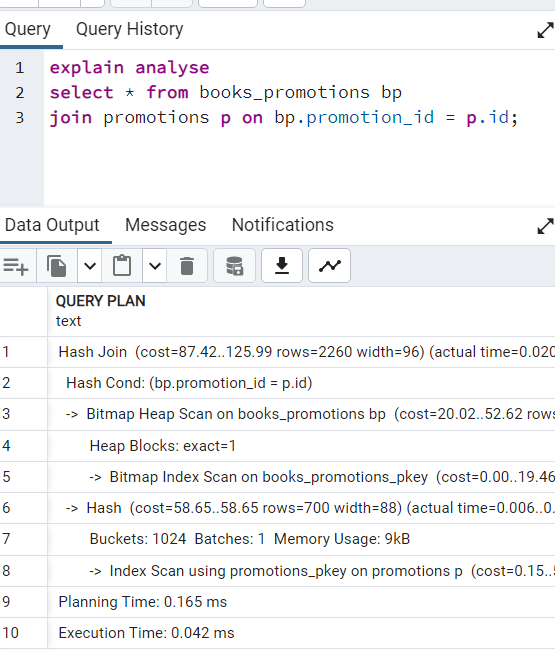 Query Query History
1 explain analyse
2 select * from books_promotions bp
3 join promotions p on bp.promotion_id = p.id;
Data Output Messages Notifications
QUERY PLAN
text
1 Hash Join (cost=87.42..125.99 rows=2260 width=96) (actual time=0.020
2 Hash Cond: (bp.promotion_id = p.id)
3 -> Bitmap Heap Scan on books_promotions bp (cost=20.02..52.62 rows
4 Heap Blocks: exact=1
5 -> Bitmap Index Scan on books_promotions_pkey (cost=0.00..19.46
6 -> Hash (cost=58.65..58.65 rows=700 width=88) (actual time=0.006..0.
7 Buckets: 1024 Batches: 1 Memory Usage: 9kB
8 -> Index Scan using promotions_pkey on promotions p (cost=0.15..
9 Planning Time: 0.165 ms
10 Execution Time: 0.042 ms